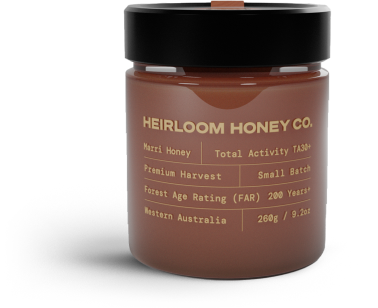 HEIRLOOM HONEY CO.
Marri Honey Total Activity TA30+
Premium Harvest Small Batch
Forest Age Rating (FAR) 200 Years+
Western Australia 260g / 9.2oz